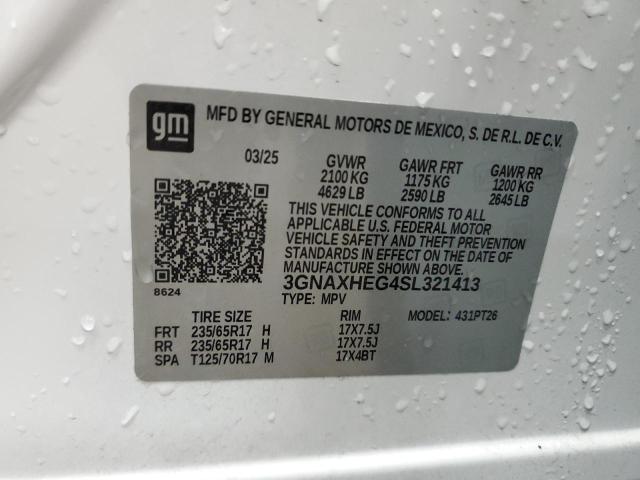 gm
MFD BY GENERAL MOTORS DE MEXICO, S. DE R.L. DE C.V.
03/25 GVWR GAWR FRT GAWR RR
2100 KG 1175 KG 1200 KG
4629 LB 2590 LB 2645 LB
THIS VEHICLE CONFORMS TO ALL
APPLICABLE U.S. FEDERAL MOTOR
VEHICLE SAFETY AND THEFT PREVENTION
STANDARDS IN EFFECT ON THE DATE OF
MANUFACTURE SHOWN ABOVE.
3GNAXHEG4SL321413
8624
TYPE: MPV
TIRE SIZE RIM MODEL: 431PT26
FRT 235/65R17 H 17X7.5J
RR 235/65R17 H 17X7.5J
SPA T125/70R17 M 17X4BT